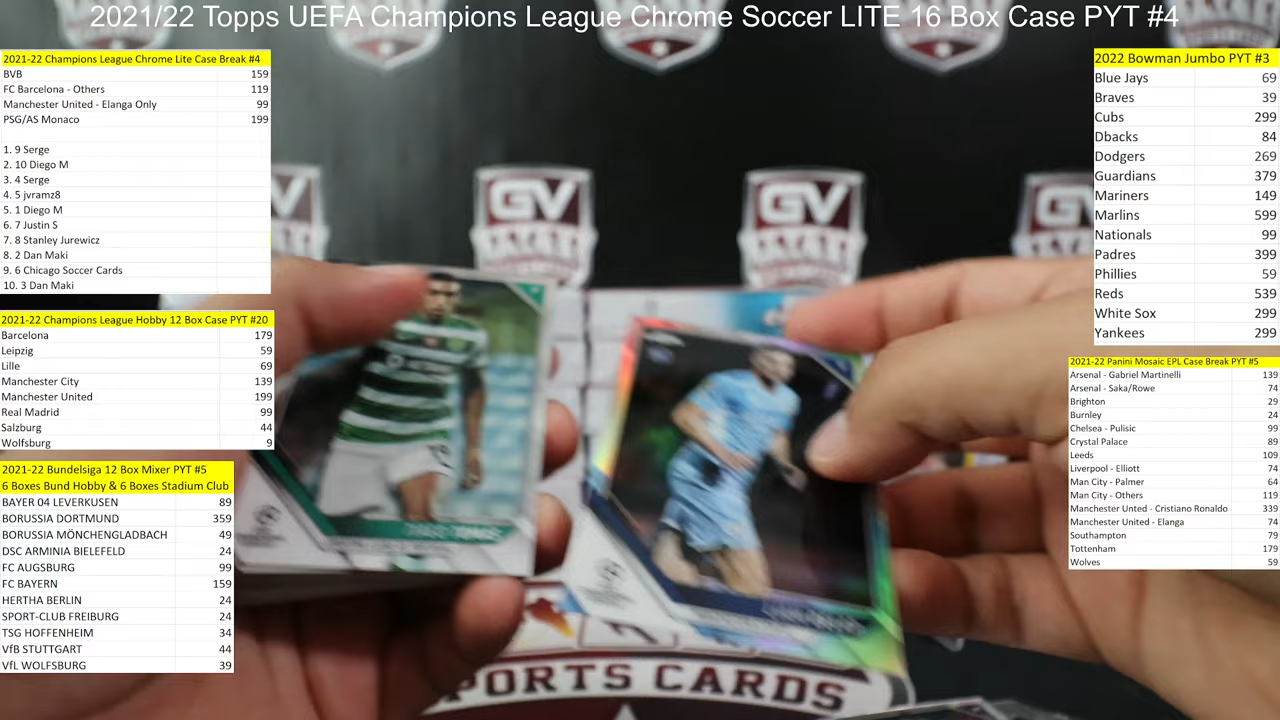 2021/22 Topps UEFA Champions League Chrome Soccer LITE 16 Box Case PYT #4
2021-22 Champions League Chrome Lite Case Break #4
BVB 159
FC Barcelona - Others 119
Manchester United - Elanga Only 99
PSG/AS Monaco 199
1. 9 Serge
2. 10 Diego M
3. 4 Serge
4. 5 jvramz8
5. 1 Diego M
6. 7 Justin S
7. 8 Stanley Jurewicz
8. 2 Dan Maki
9. 6 Chicago Soccer Cards
10. 3 Dan Maki
2021-22 Champions League Hobby 12 Box Case PYT #20
Barcelona 179
Leipzig 59
Lille 69
Manchester City 139
Manchester United 199
Real Madrid 99
Salzburg 44
Wolfsburg 9
2021-22 Bundelsiga 12 Box Mixer PYT #5
6 Boxes Bund Hobby & 6 Boxes Stadium Club
BAYER 04 LEVERKUSEN 89
BORUSSIA DORTMUND 359
BORUSSIA MÖNCHENGLADBACH 49
DSC ARMINIA BIELEFELD 24
FC AUGSBURG 99
FC BAYERN 159
HERTHA BERLIN 24
SPORT-CLUB FREIBURG 24
TSG HOFFENHEIM 34
VfB STUTTGART 44
VfL WOLFSBURG 39
2022 Bowman Jumbo PYT #3
Blue Jays 69
Braves 39
Cubs 299
Dbacks 84
Dodgers 269
Guardians 379
Mariners 149
Marlins 599
Nationals 99
Padres 399
Phillies 59
Reds 539
White Sox 299
Yankees 299
2021-22 Panini Mosaic EPL Case Break PYT #5
Arsenal - Gabriel Martinelli 139
Arsenal - Saka/Rowe 74
Brighton 29
Burnley 24
Chelsea - Pulisic 99
Crystal Palace 89
Leeds 109
Liverpool - Elliott 74
Man City - Palmer 64
Man City - Others 119
Manchester Unted - Cristiano Ronaldo 339
Manchester United - Elanga 74
Southampton 79
Tottenham 179
Wolves 59
GV
GV
PORTS CARDS